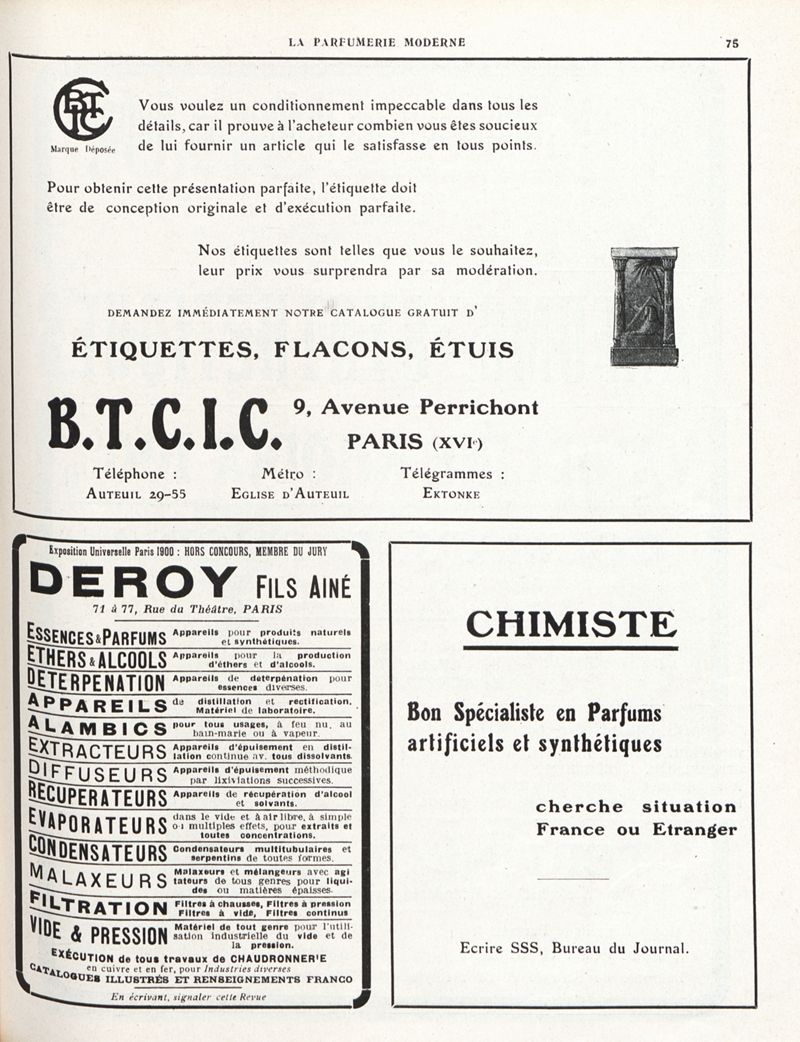 LA PARFUMERIE MODERNE
75
BTCIC
Marque Déposée
Vous voulez un conditionnement impeccable dans tous les
détails, car il prouve à l'acheteur combien vous êtes soucieux
de lui fournir un article qui le satisfasse en tous points.
Pour obtenir cette présentation parfaite, l'étiquette doit
être de conception originale et d'exécution parfaite.
Nos étiquettes sont telles que vous le souhaitez,
leur prix vous surprendra par sa modération.
DEMANDEZ IMMÉDIATEMENT NOTRE CATALOGUE GRATUIT D'
ÉTIQUETTES, FLACONS, ÉTUIS
B.T.C.I.C.
9, Avenue Perrichont
PARIS (XVIe)
Téléphone :
AUTEUIL 29-55
Métro :
EGLISE D'AUTEUIL
Télégrammes :
EKTONKE
Exposition Universelle Paris 1900 : HORS CONCOURS, MEMBRE DU JURY
DEROY FILS AINÉ
71 à 77, Rue du Théâtre, PARIS
ESSENCES & PARFUMS Appareils pour produits naturels
et synthétiques.
ETHERS & ALCOOLS Appareils pour la production
d'éthers et d'alcools.
DETERPENATION Appareils de deterpénation pour
essences diverses.
APPAREILS de distillation et rectification.
Matériel de laboratoire.
ALAMBICS pour tous usages, à feu nu, au
bain-marie ou à vapeur.
EXTRACTEURS Appareils d'épuisement en distil-
lation continue av. tous dissolvants.
DIFFUSEURS Appareils d'épuisement méthodique
par lixiviations successives.
RECUPERATEURS Appareils de récupération d'alcool
et solvants.
EVAPORATEURS dans le vide et à air libre, à simple
ou multiples effets, pour extraits et
toutes concentrations.
CONDENSATEURS Condensateurs multitubulaires et
serpentins de toutes formes.
MALAXEURS Malaxeurs et mélangeurs avec agi
tateurs de tous genres pour liqui-
des ou matières épaisses.
FILTRATION Filtres à chausses, Filtres à pression
Filtres à vide, Filtres continus
VIDE & PRESSION Matériel de tout genre pour l'utili-
sation industrielle du vide et de
la pression.
EXÉCUTION de tous travaux de CHAUDRONNERIE
en cuivre et en fer, pour Industries diverses
CATALOGUES ILLUSTRÉS ET RENSEIGNEMENTS FRANCO
En écrivant, signaler cette Revue
CHIMISTE
Bon Spécialiste en Parfums
artificiels et synthétiques
cherche situation
France ou Etranger
Ecrire SSS, Bureau du Journal.